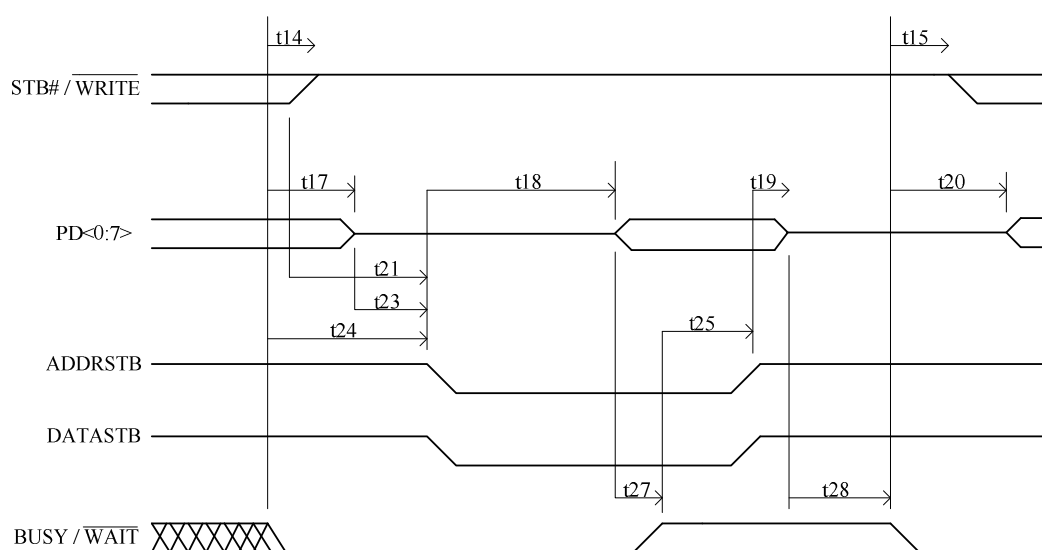 t14 t15
STB# / WRITE
t17 t18 t19 t20
PD<0:7>
t21
t23
t24 t25
ADDRSTB
DATASTB
t27 t28
BUSY / WAIT